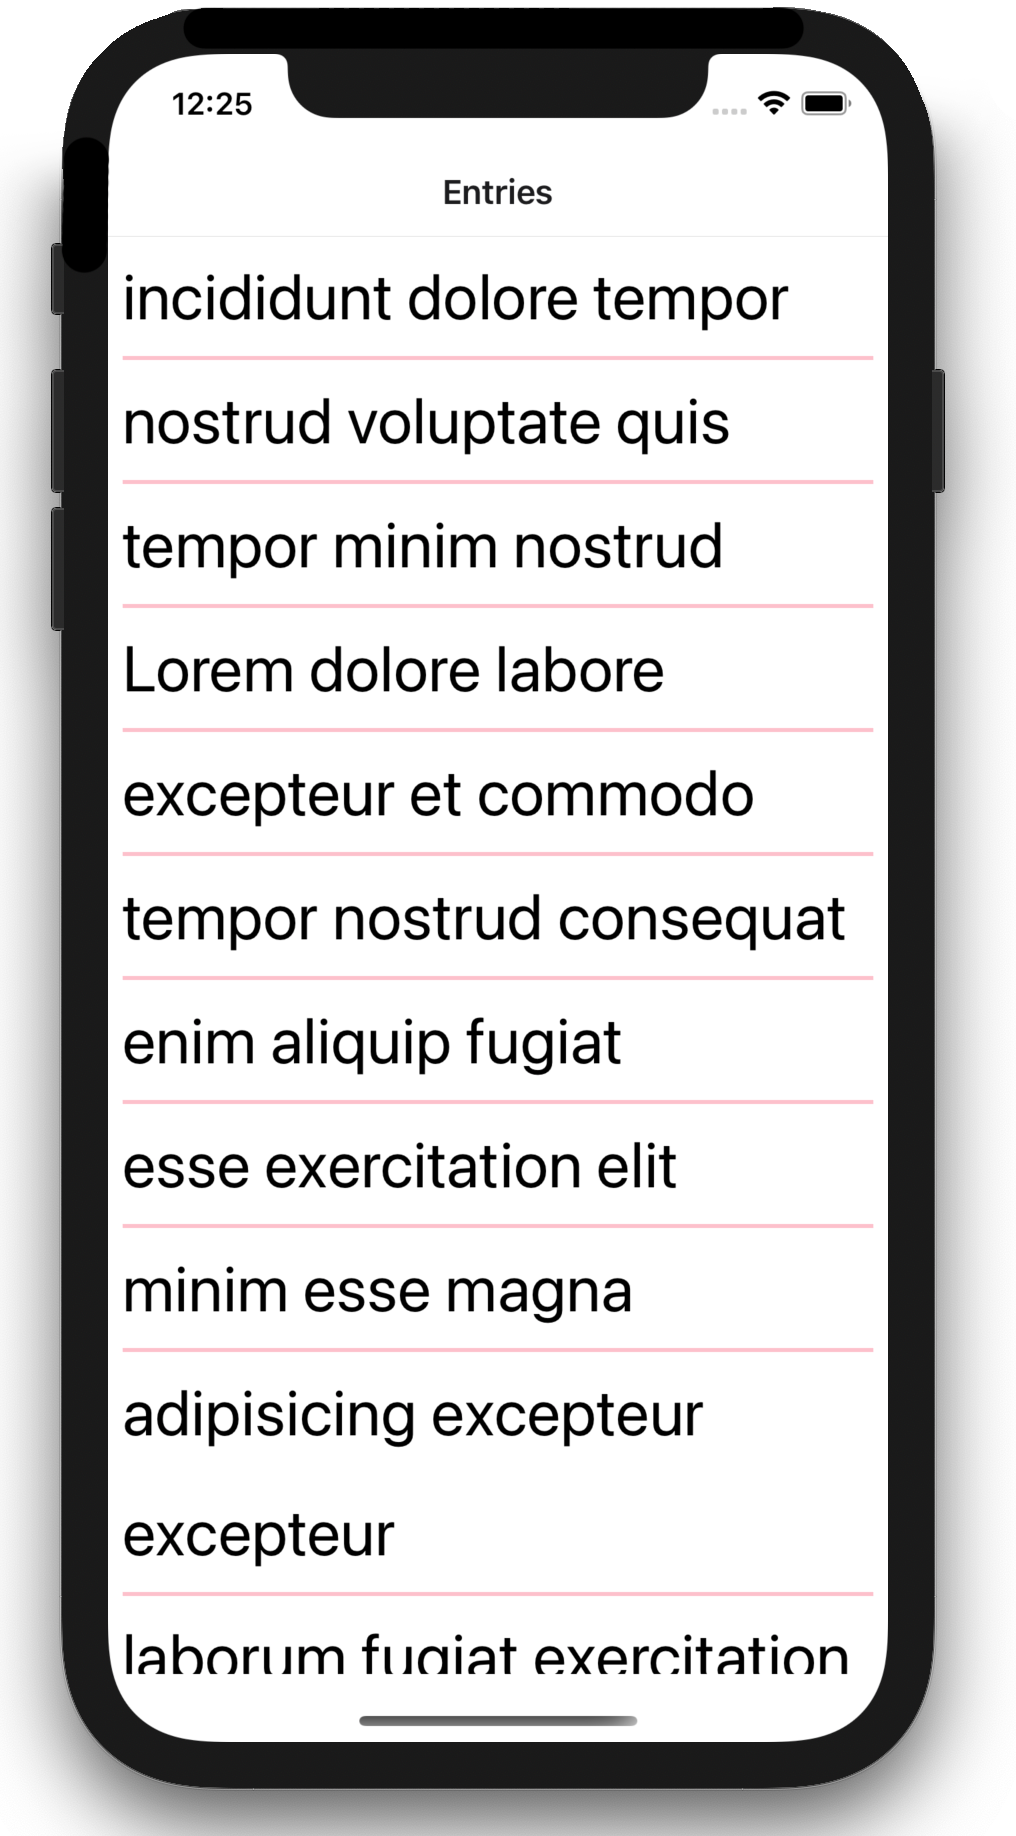 12:25
Entries
incididunt dolore tempor
nostrud voluptate quis
tempor minim nostrud
Lorem dolore labore
excepteur et commodo
tempor nostrud consequat
enim aliquip fugiat
esse exercitation elit
minim esse magna
adipisicing excepteur
excepteur
laborum fugiat exercitation